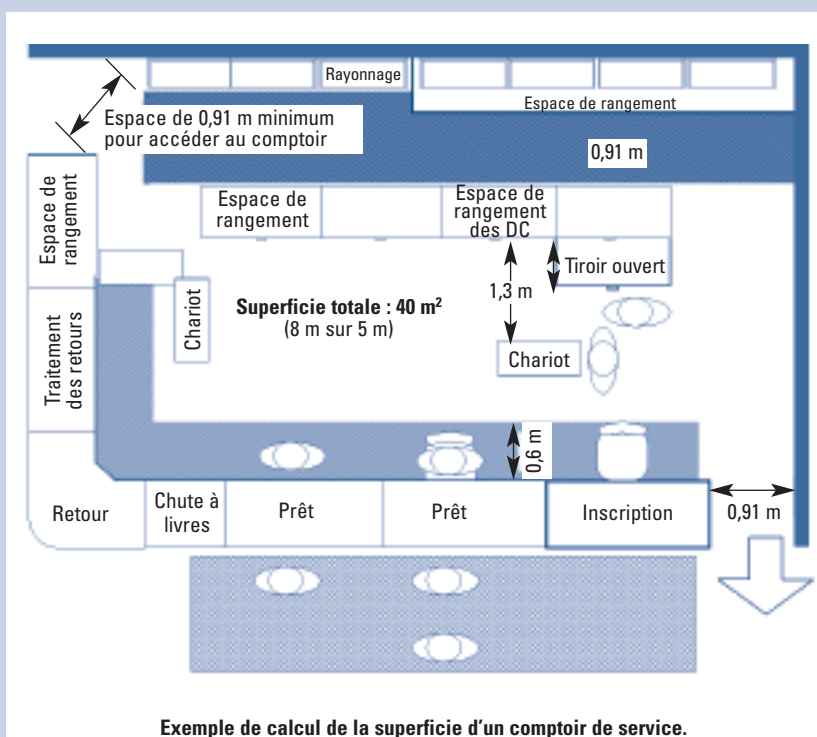 Rayonnage
Espace de rangement
Espace de 0,91 m minimum
pour accéder au comptoir
0,91 m
Espace de
rangement
Espace de
rangement
Espace de
rangement
des DC
Tiroir ouvert
1,3 m
Chariot
Superficie totale : 40 m²
(8 m sur 5 m)
Chariot
Traitement
des retours
0,6 m
Retour
Chute à
livres
Prêt
Prêt
Inscription
0,91 m
Exemple de calcul de la superficie d'un comptoir de service.